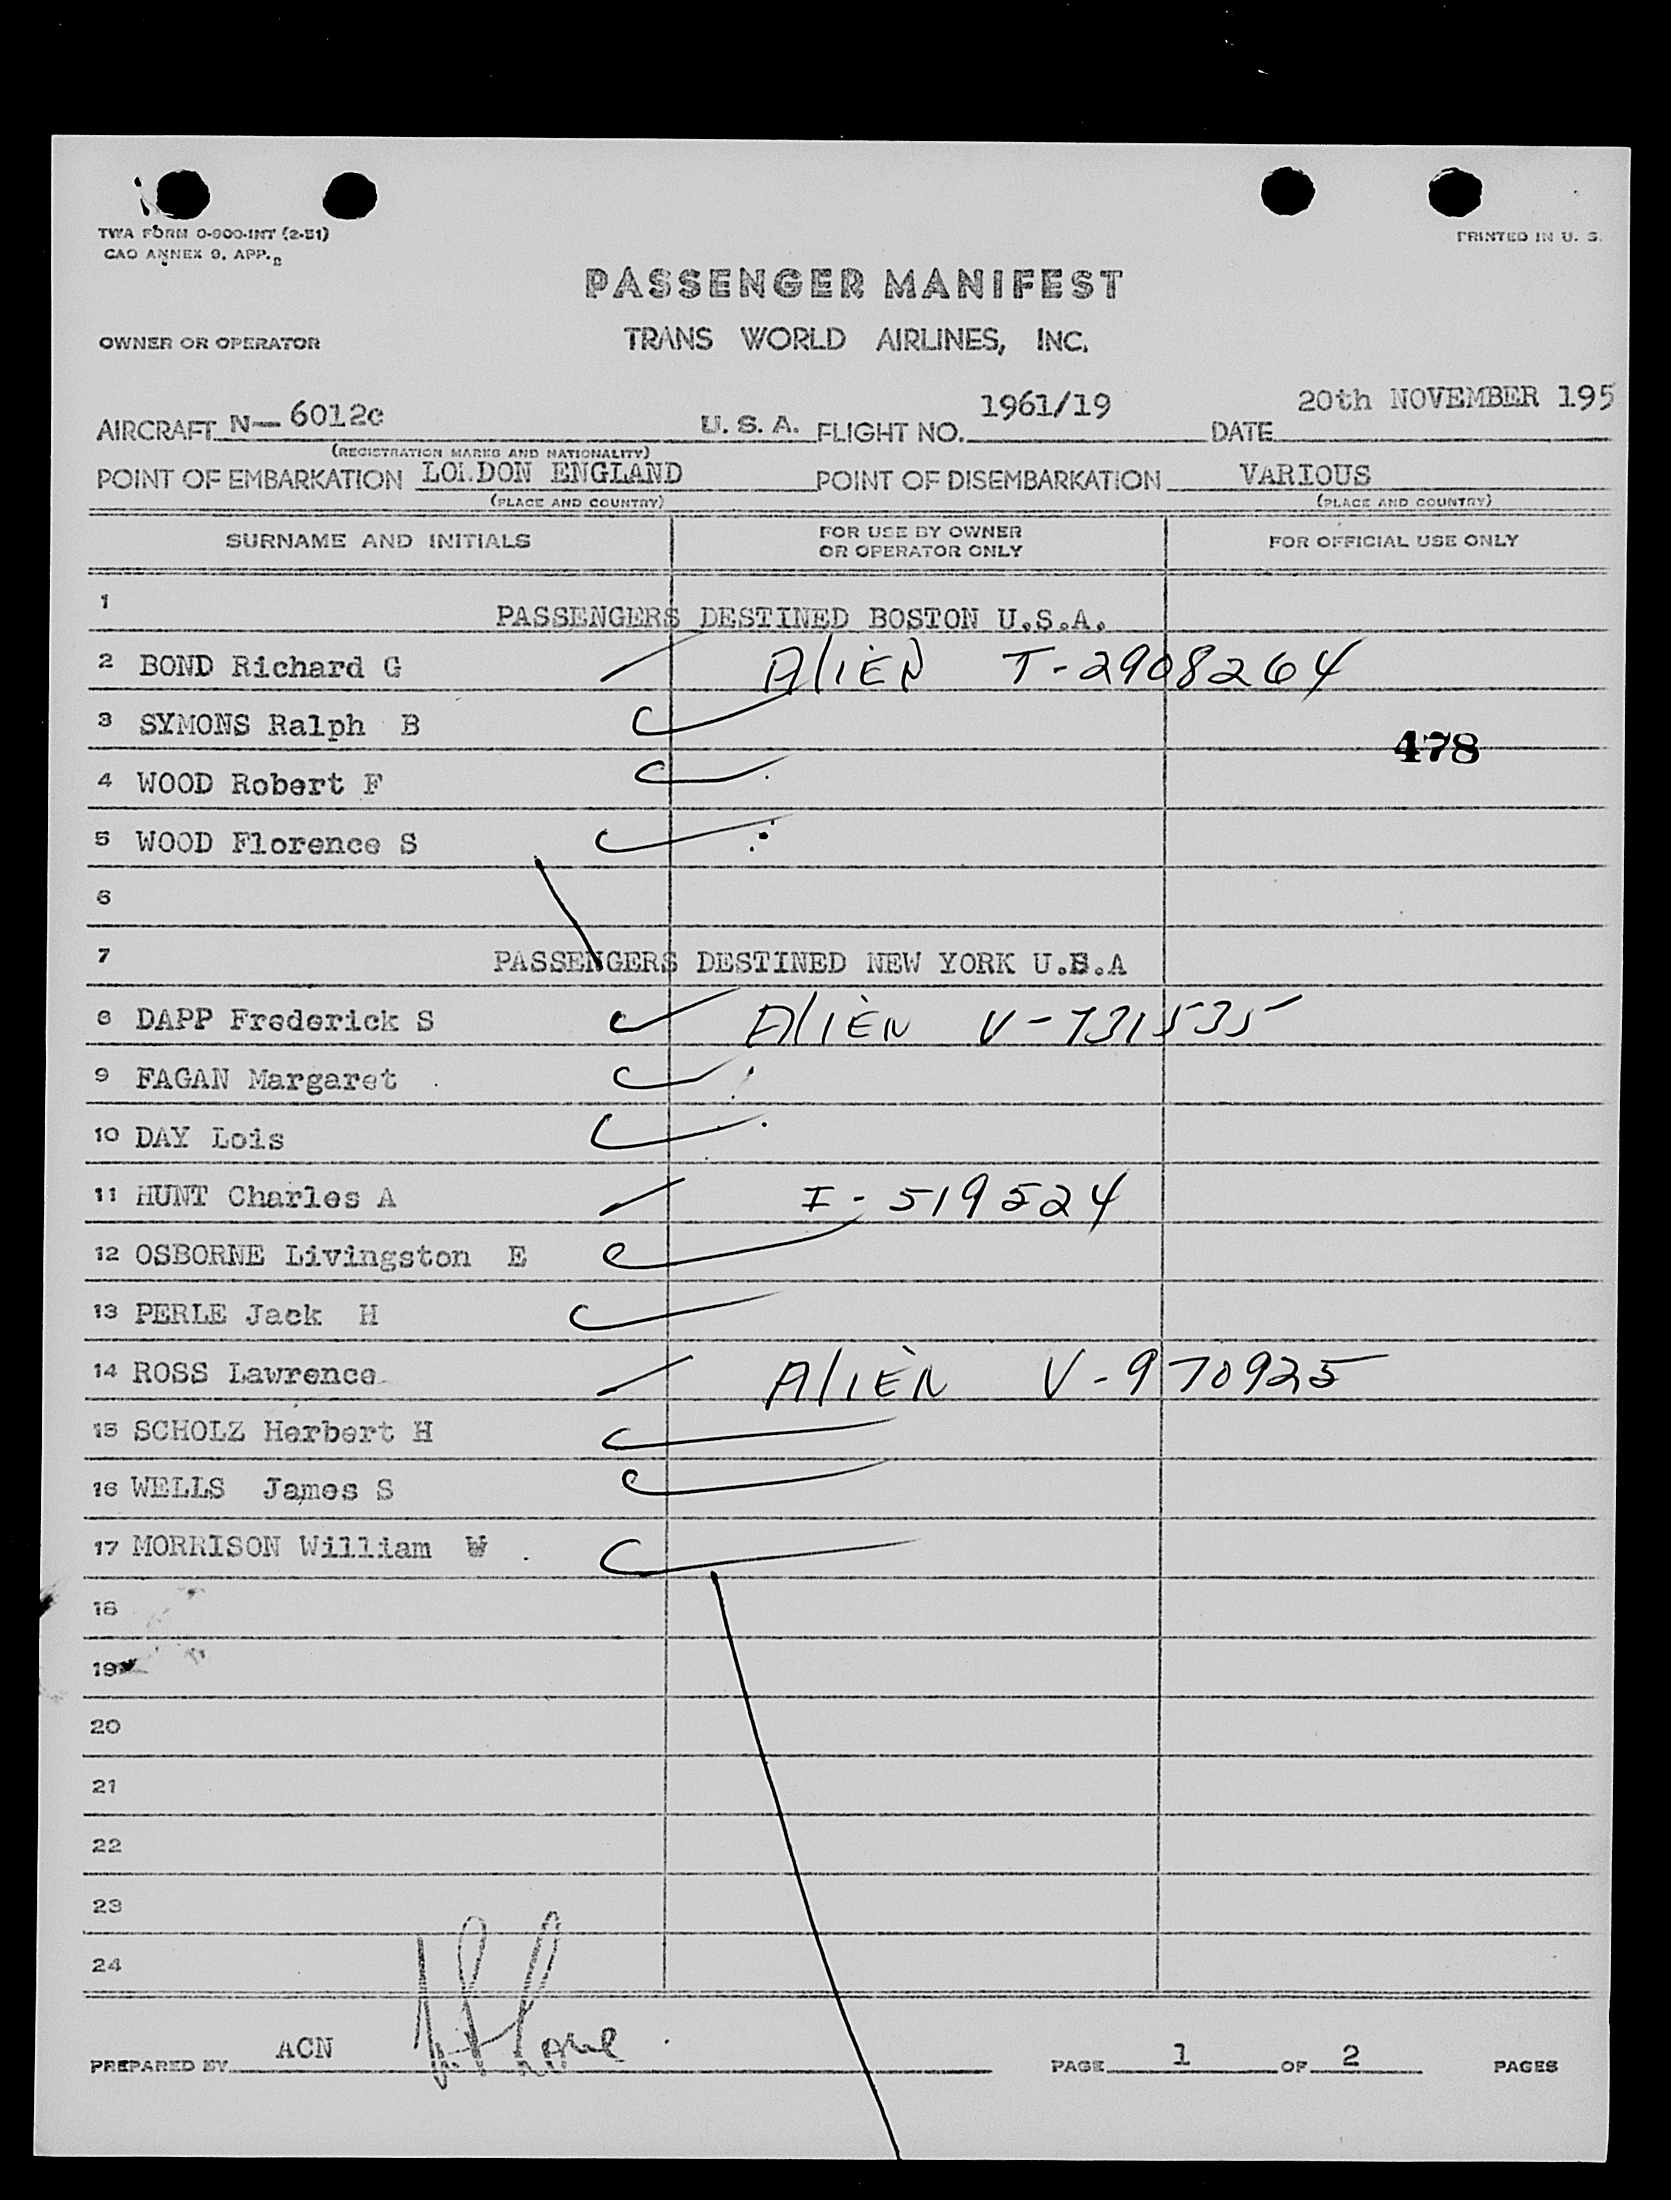 TWA FORM 0-900-INT (2-51)
PRINTED IN U. S.
CAO ANNEX 9, APP.
PASSENGER MANIFEST
OWNER OR OPERATOR
TRANS WORLD AIRLINES, INC.
AIRCRAFT N— 6012c U. S. A. FLIGHT NO. 1961/19 DATE 20th NOVEMBER 195
(REGISTRATION MARKS AND NATIONALITY)
POINT OF EMBARKATION LONDON ENGLAND POINT OF DISEMBARKATION VARIOUS
(PLACE AND COUNTRY) (PLACE AND COUNTRY)
SURNAME AND INITIALS FOR USE BY OWNER OR OPERATOR ONLY FOR OFFICIAL USE ONLY
1 PASSENGERS DESTINED BOSTON U.S.A.
2 BOND Richard G ALIEN T-2908264
3 SYMONS Ralph B
478
4 WOOD Robert F
5 WOOD Florence S
6
7 PASSENGERS DESTINED NEW YORK U.S.A
8 DAPP Frederick S ALIEN V-731535
9 FAGAN Margaret
10 DAY Lois
11 HUNT Charles A I-519524
12 OSBORNE Livingston E
13 PERLE Jack H
14 ROSS Lawrence ALIEN V-970925
15 SCHOLZ Herbert H
16 WELLS James S
17 MORRISON William W
18
19
20
21
22
23
24
PREPARED BY ACN PAGE 1 OF 2 PAGES